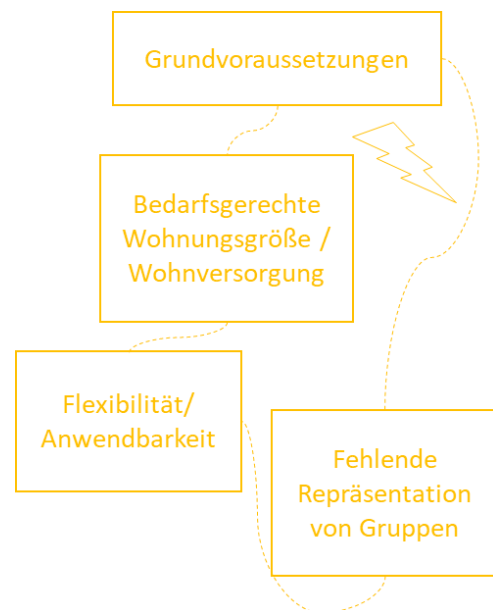 Grundvoraussetzungen
Bedarfsgerechte
Wohnungsgröße /
Wohnversorgung
Flexibilität/
Anwendbarkeit
Fehlende
Repräsentation
von Gruppen